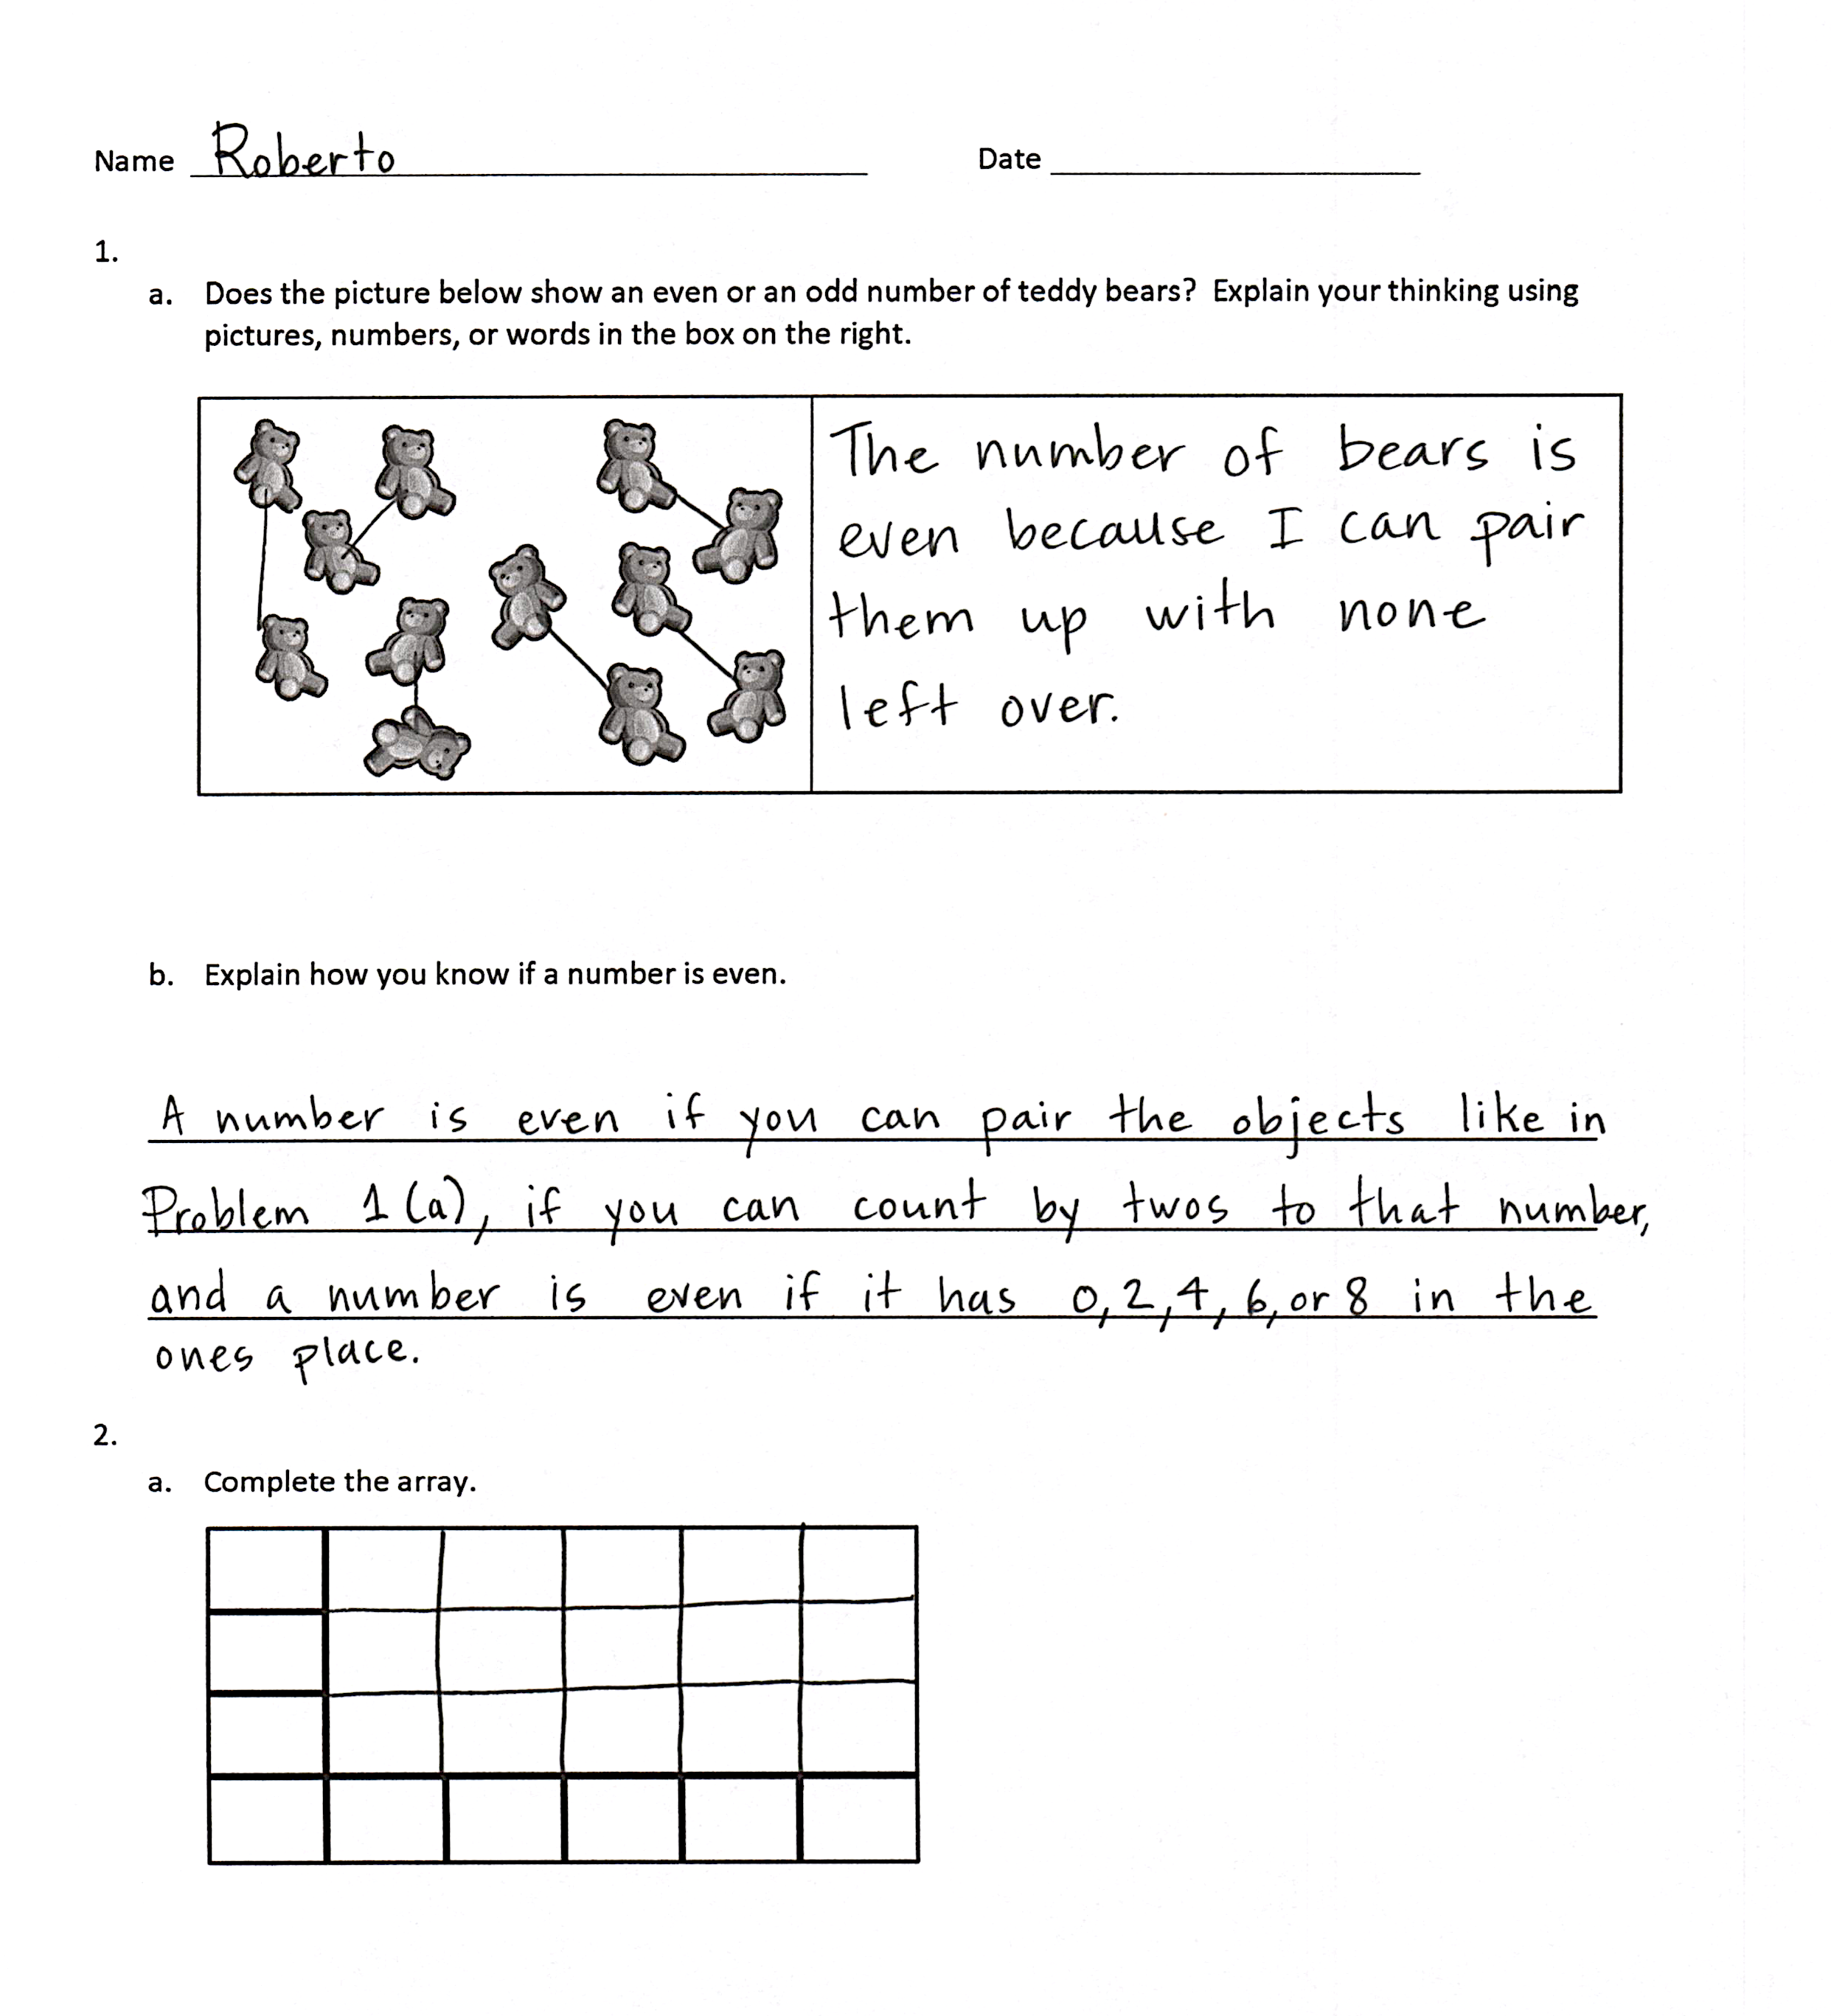 Name Roberto Date
1.
a. Does the picture below show an even or an odd number of teddy bears? Explain your thinking using
pictures, numbers, or words in the box on the right.
The number of bears is
even because I can pair
them up with none
left over.
b. Explain how you know if a number is even.
A number is even if you can pair the objects like in
Problem 1(a), if you can count by twos to that number,
and a number is even if it has 0,2,4,6, or 8 in the
ones place.
2.
a. Complete the array.